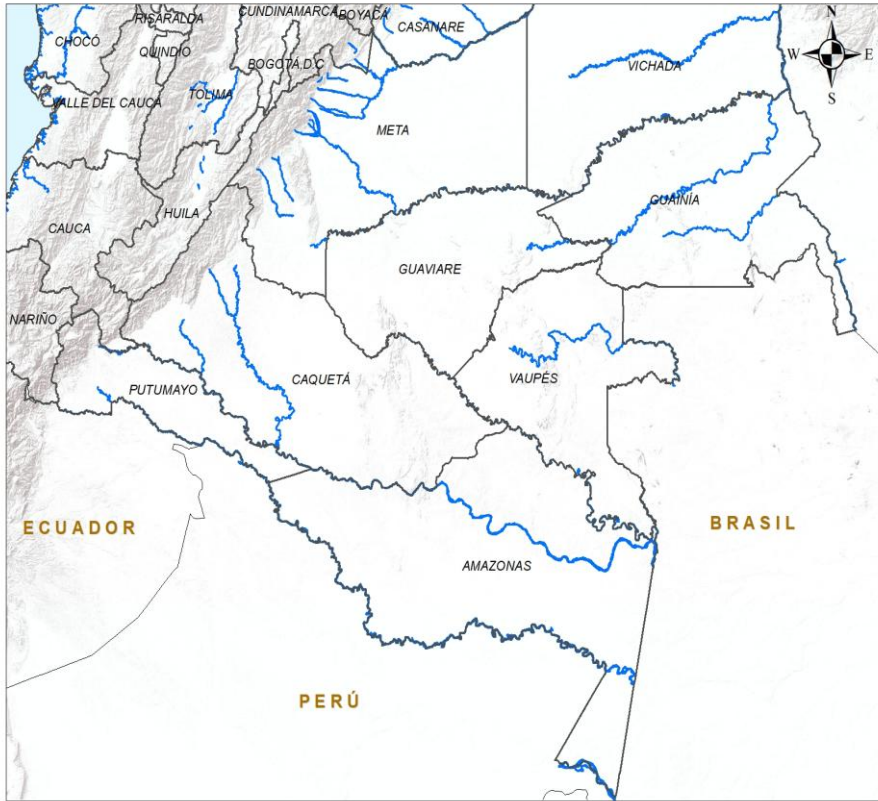 CUNDINAMARCA
BOYACÁ
RISARALDA
CASANARE
N
CHOCÓ
QUINDIO
W
E
BOGOTÁ D.C
VICHADA
S
VALLE DEL CAUCA
TOLIMA
META
HUILA
GUAINÍA
CAUCA
GUAVIARE
NARIÑO
CAQUETÁ
VAUPÉS
PUTUMAYO
ECUADOR
BRASIL
AMAZONAS
PERÚ